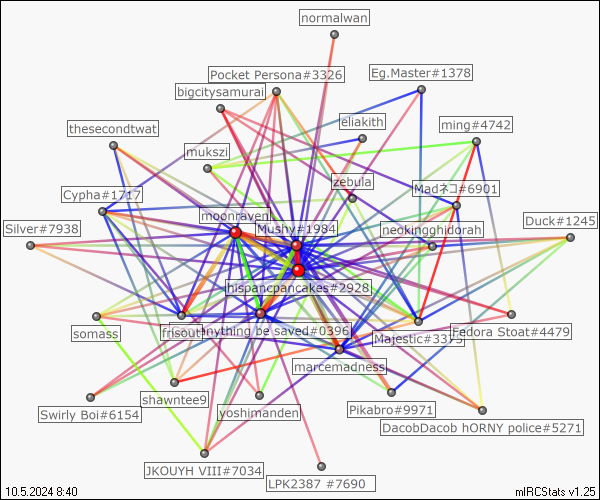 normalwan
Pocket Persona#3326
Eg.Master#1378
bigcitysamurai
eliakith
ming#4742
thesecondtwat
mukszi
zebula
Cypha#1717
Madネコ#6901
moonraven
Mushy#1984
Duck#1245
Silver#7938
neokingghidorah
hispancpancakes#2928
somass
frisout
nything be saved#0396
Majestic#3375
Fedora Stoat#4479
marcemadness
shawntee9
Swirly Boi#6154
yoshimanden
Pikabro#9971
DacobDacob hORNY police#5271
JKOUYH VIII#7034
LPK2387 #7690
10.5.2024 8:40
mIRCStats v1.25